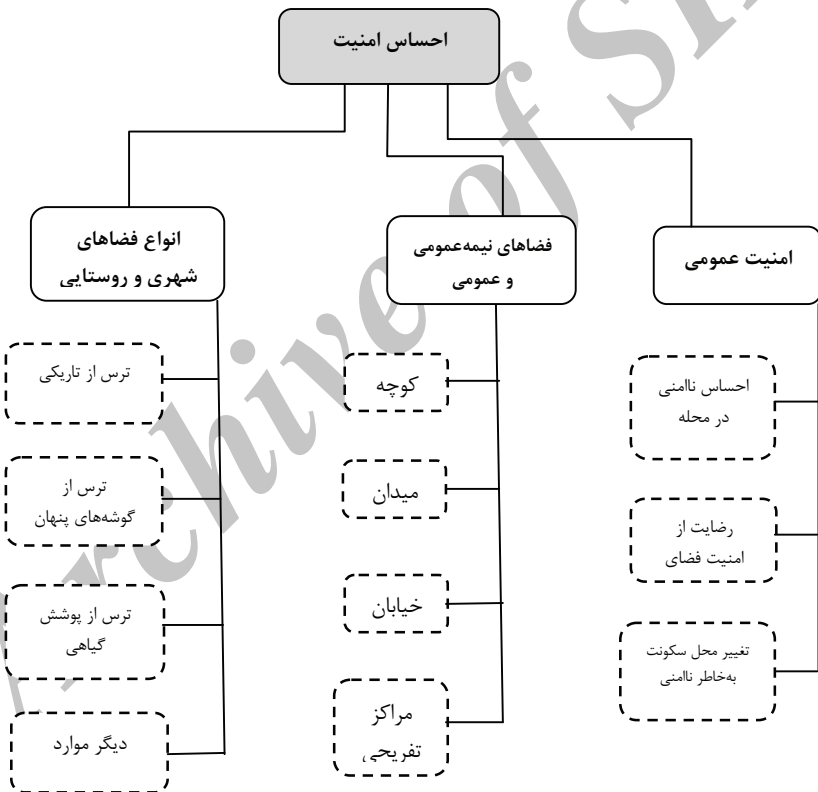 احساس امنیت
امنیت عمومی
احساس ناامنی
در محله
رضایت از
امنیت فضای
تغییر محل سکونت
به‌خاطر ناامنی
فضاهای نیمه‌عمومی
و عمومی
کوچه
میدان
خیابان
مراکز
تفریحی
انواع فضاهای
شهری و روستایی
ترس از تاریکی
ترس از
گوشه‌های پنهان
ترس از پوشش
گیاهی
دیگر موارد
Archive of